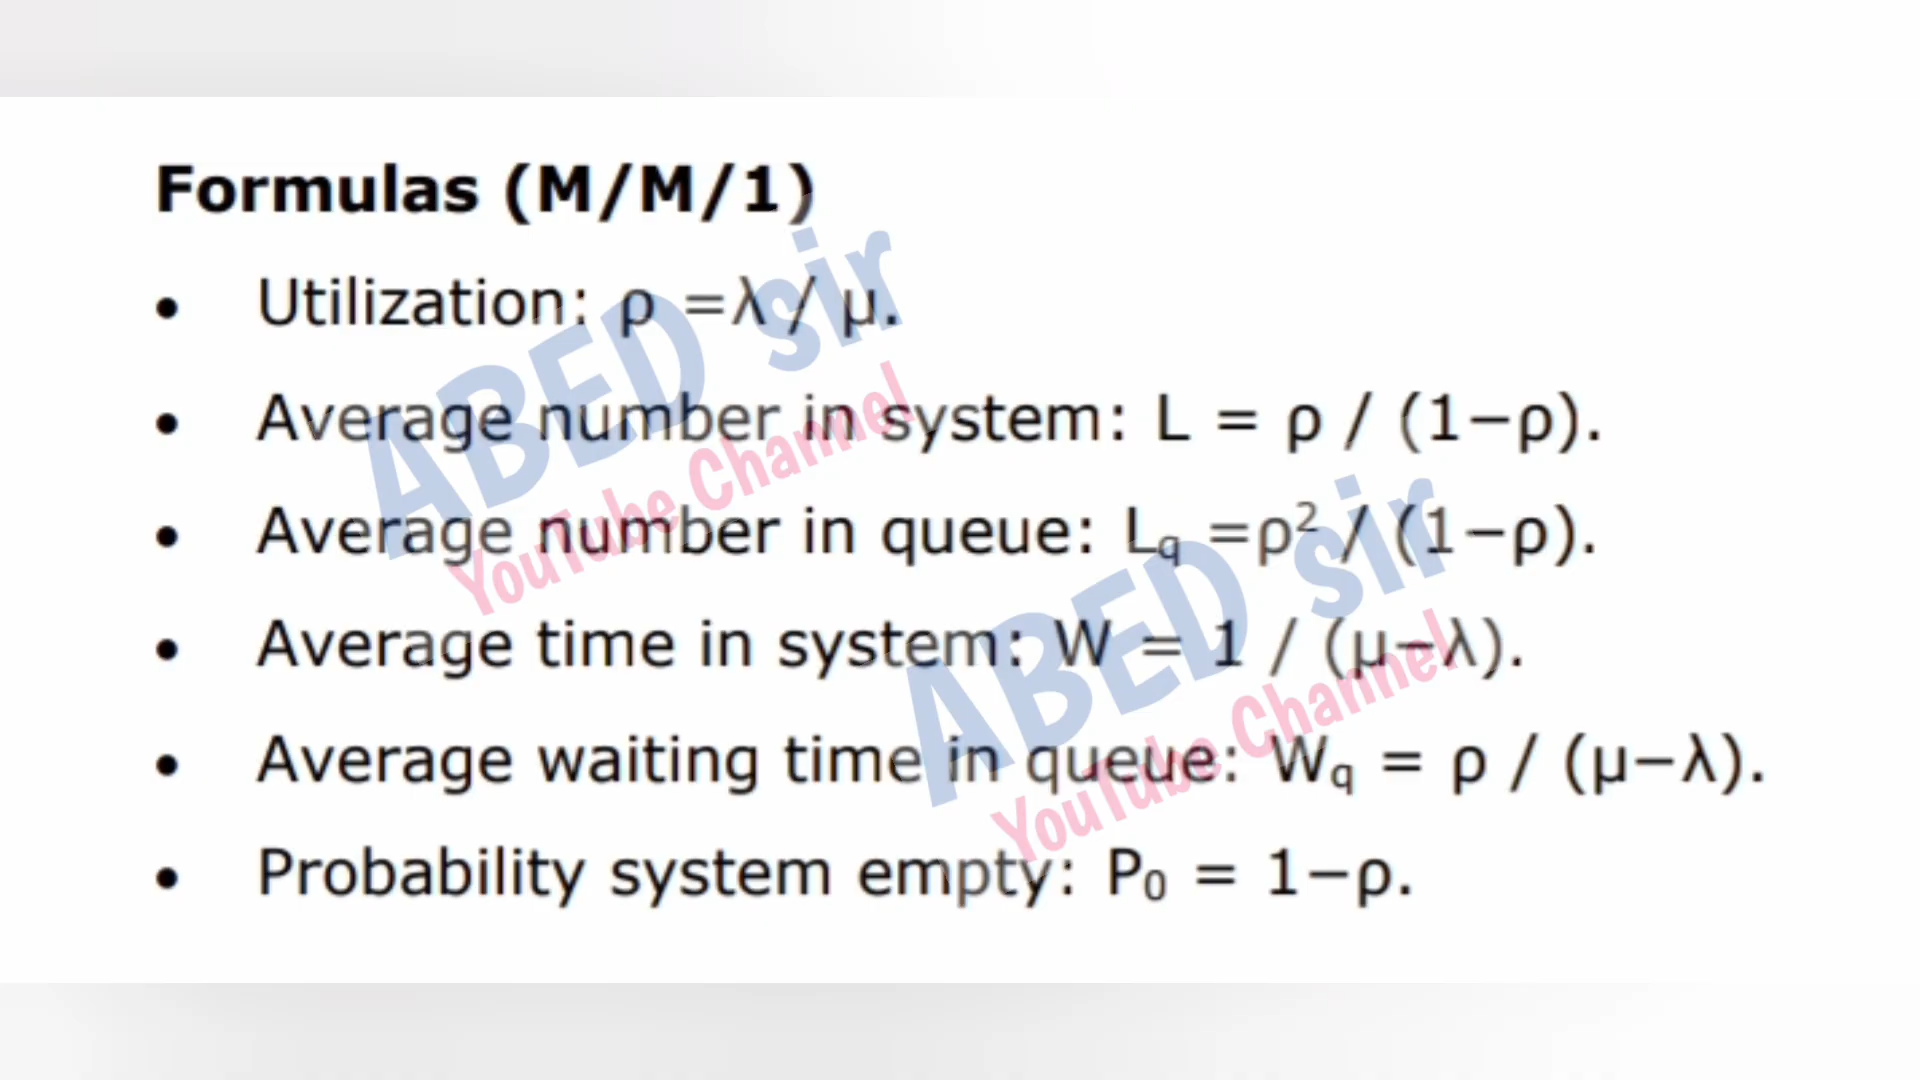 Formulas (M/M/1)
• Utilization: ρ =λ / μ.
• Average number in system: L = ρ / (1−ρ).
• Average number in queue: Lq =ρ² / (1−ρ).
• Average time in system: W = 1 / (μ−λ).
• Average waiting time in queue: Wq = ρ / (μ−λ).
• Probability system empty: P₀ = 1−ρ.
ABED sir
YouTube Channel
ABED sir
YouTube Channel